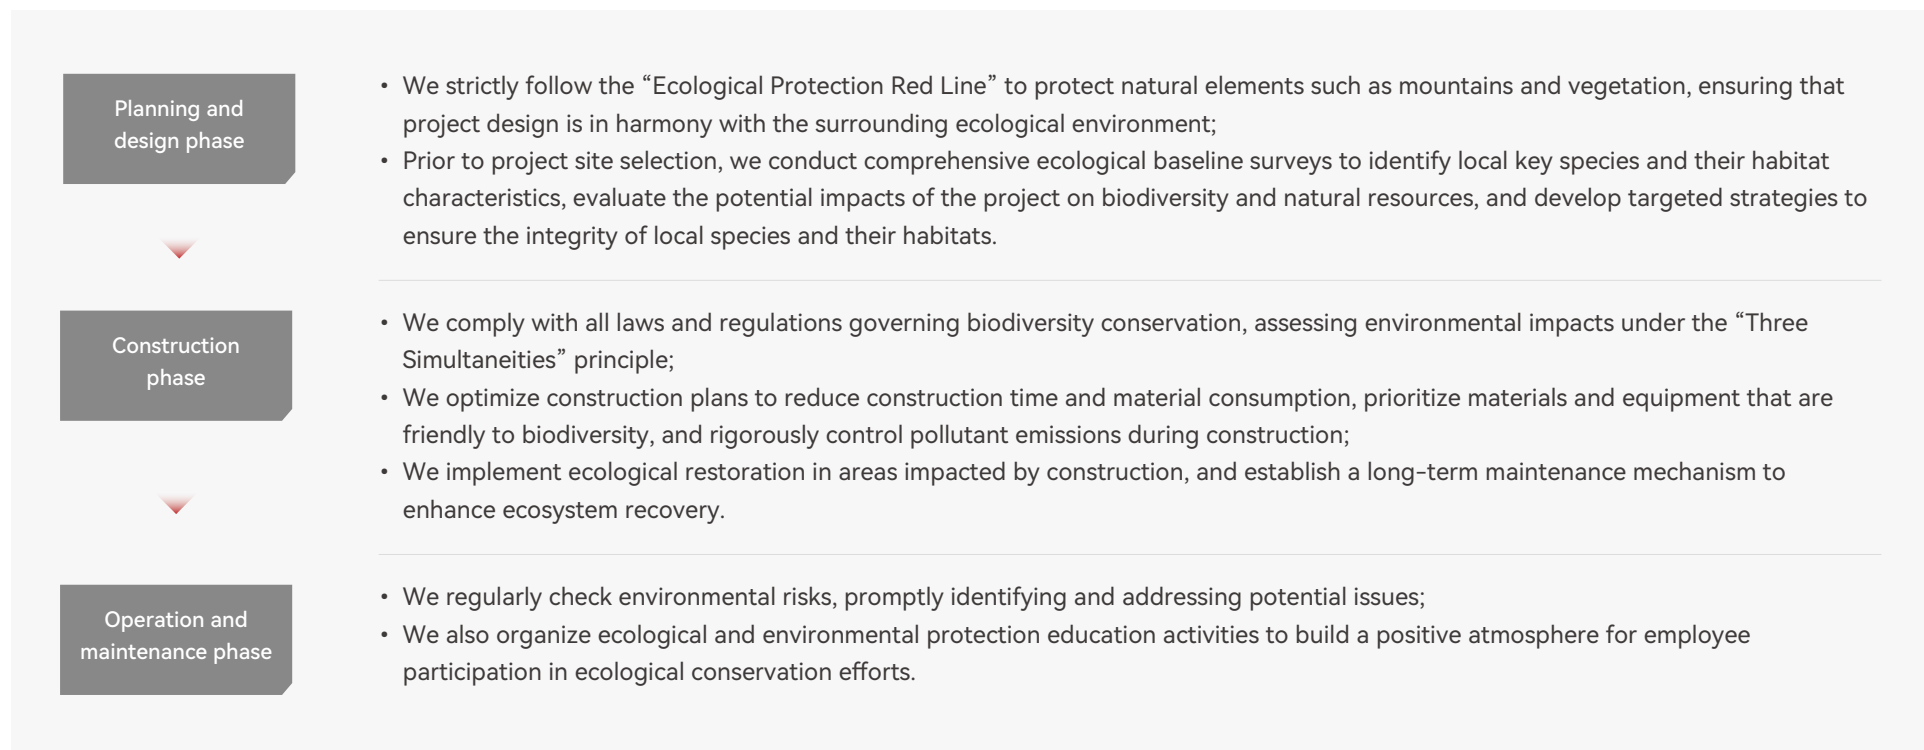 Planning and
design phase
• We strictly follow the “Ecological Protection Red Line” to protect natural elements such as mountains and vegetation, ensuring that
project design is in harmony with the surrounding ecological environment;
• Prior to project site selection, we conduct comprehensive ecological baseline surveys to identify local key species and their habitat
characteristics, evaluate the potential impacts of the project on biodiversity and natural resources, and develop targeted strategies to
ensure the integrity of local species and their habitats.
Construction
phase
• We comply with all laws and regulations governing biodiversity conservation, assessing environmental impacts under the “Three
Simultaneities” principle;
• We optimize construction plans to reduce construction time and material consumption, prioritize materials and equipment that are
friendly to biodiversity, and rigorously control pollutant emissions during construction;
• We implement ecological restoration in areas impacted by construction, and establish a long-term maintenance mechanism to
enhance ecosystem recovery.
Operation and
maintenance phase
• We regularly check environmental risks, promptly identifying and addressing potential issues;
• We also organize ecological and environmental protection education activities to build a positive atmosphere for employee
participation in ecological conservation efforts.